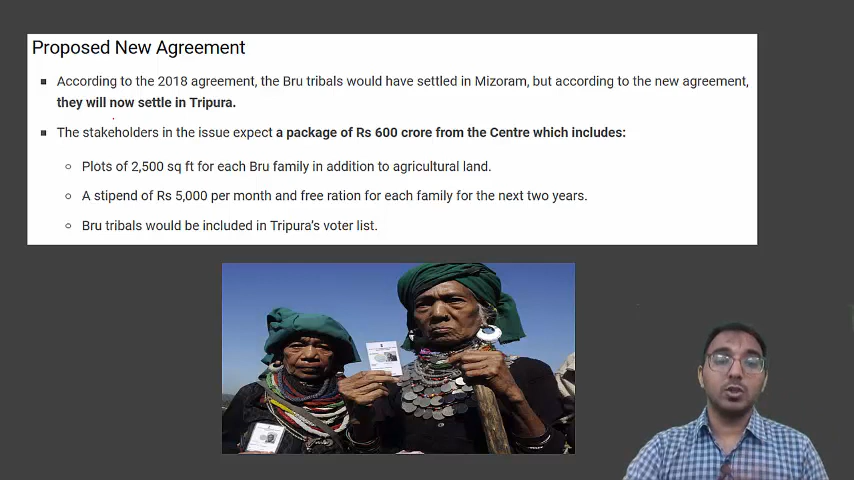 Proposed New Agreement
▪ According to the 2018 agreement, the Bru tribals would have settled in Mizoram, but according to the new agreement,
they will now settle in Tripura.
▪ The stakeholders in the issue expect a package of Rs 600 crore from the Centre which includes:
○ Plots of 2,500 sq ft for each Bru family in addition to agricultural land.
○ A stipend of Rs 5,000 per month and free ration for each family for the next two years.
○ Bru tribals would be included in Tripura's voter list.